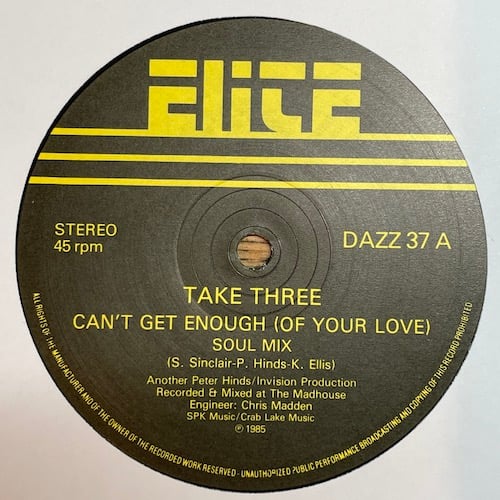 ELITE
STEREO
45 rpm
DAZZ 37 A
TAKE THREE
CAN'T GET ENOUGH (OF YOUR LOVE)
SOUL MIX
(S. Sinclair-P. Hinds-K. Ellis)
Another Peter Hinds/Invision Production
Recorded & Mixed at The Madhouse
Engineer: Chris Madden
SPK Music/Crab Lake Music
℗ 1985
ALL RIGHTS OF THE MANUFACTURER AND OF THE OWNER OF THE RECORDED WORK RESERVED - UNAUTHORIZED PUBLIC PERFORMANCE BROADCASTING AND COPYING OF THIS RECORD PROHIBITED